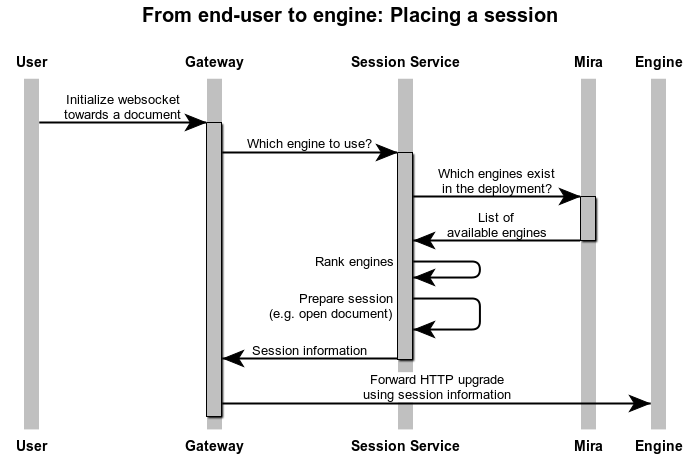 From end-user to engine: Placing a session
User Gateway Session Service Mira Engine
Initialize websocket
towards a document
Which engine to use?
Which engines exist
in the deployment?
List of
available engines
Rank engines
Prepare session
(e.g. open document)
Session information
Forward HTTP upgrade
using session information
User Gateway Session Service Mira Engine